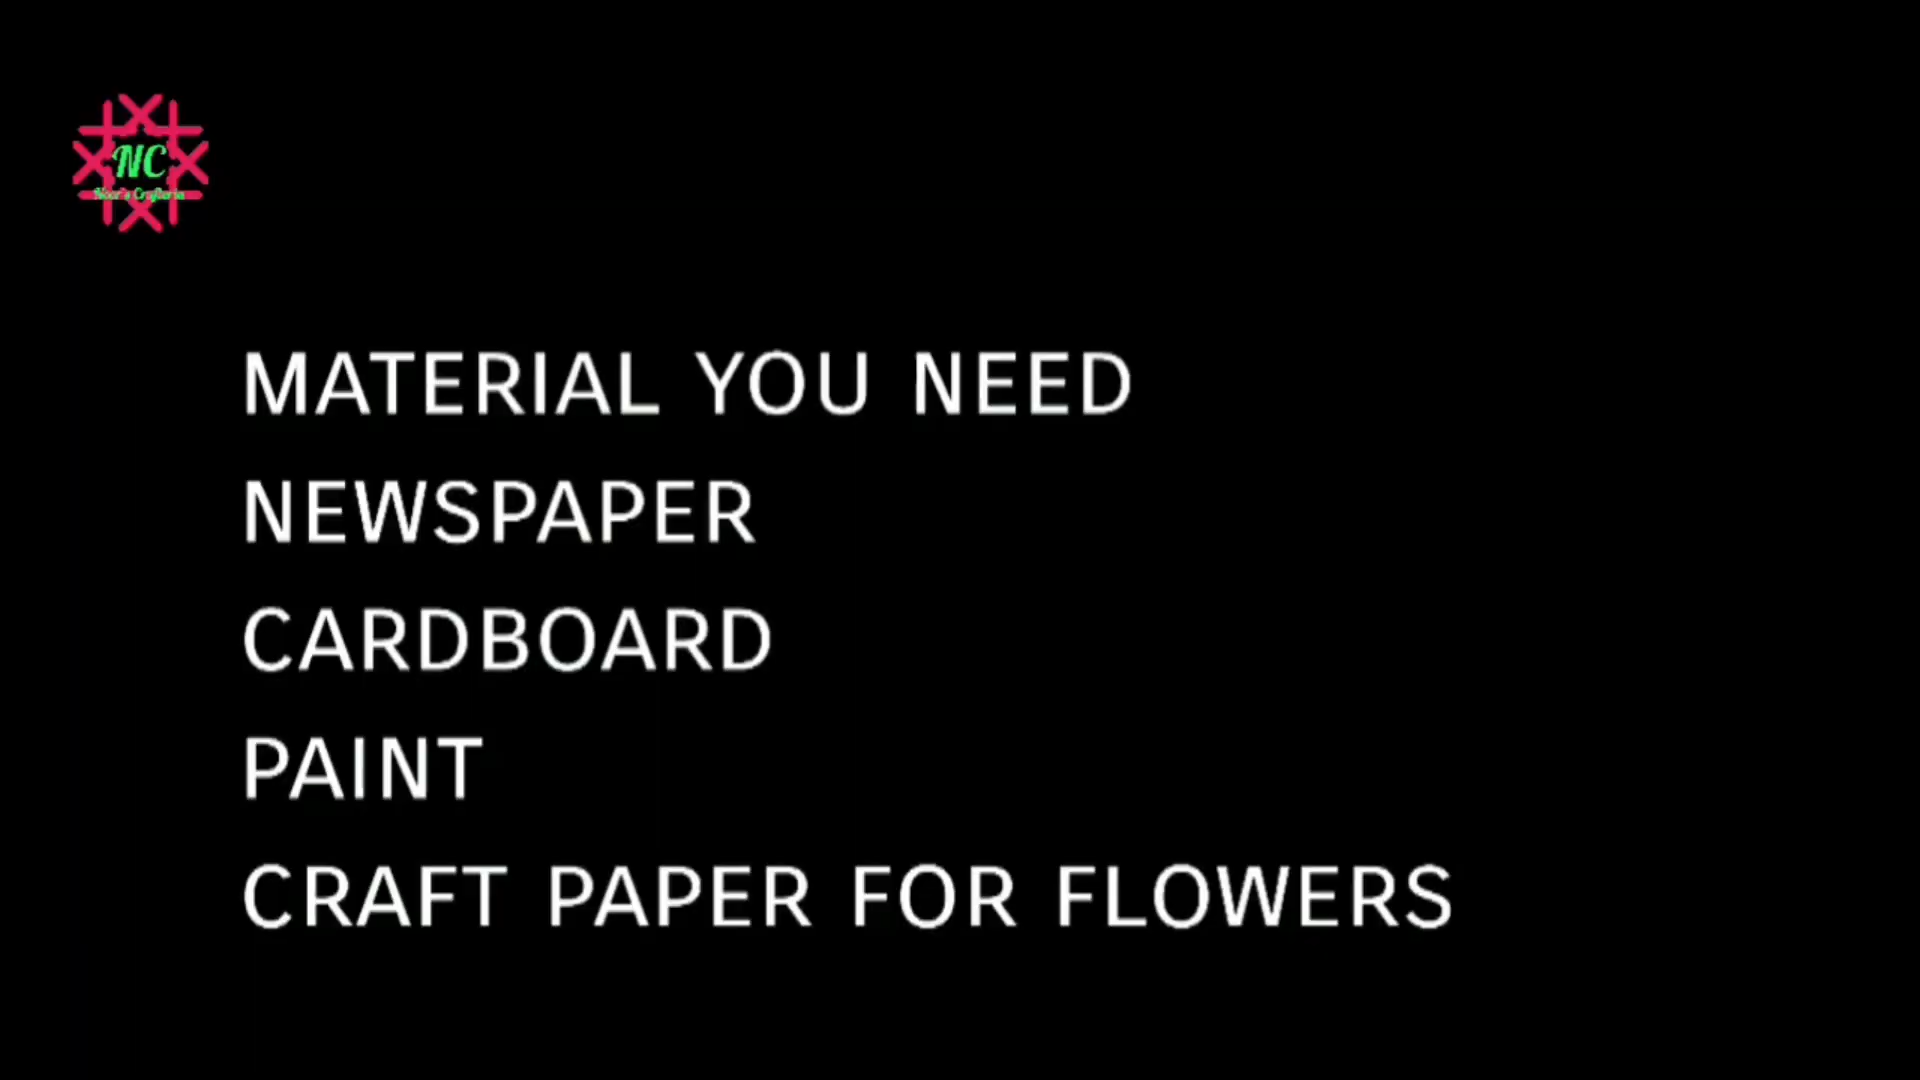 NC
MATERIAL YOU NEED
NEWSPAPER
CARDBOARD
PAINT
CRAFT PAPER FOR FLOWERS